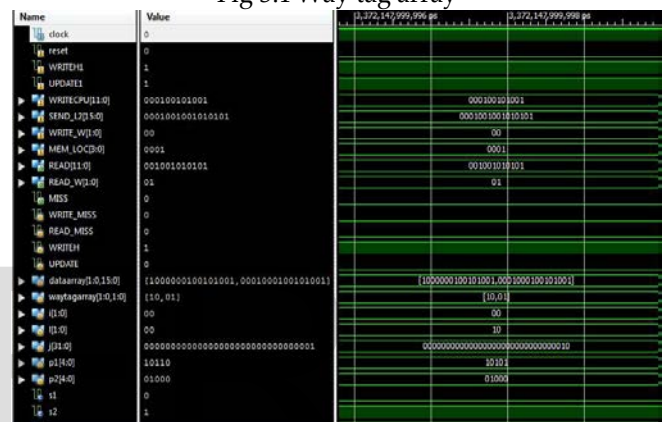 Fig 5.1 Way tag array
Name Value 3,372,147,999,996 ps 3,372,147,999,998 ps
clock 0
reset 0
WRITEH1 1
UPDATE1 1
WRITECPU[11:0] 000100101001 000100101001
SEND_L2[15:0] 0001001001010101 0001001001010101
WRITE_W[1:0] 00 00
MEM_LOC[3:0] 0001 0001
READ[11:0] 001001010101 001001010101
READ_W[1:0] 01 01
MISS 0
WRITE_MISS 0
READ_MISS 0
WRITEH 1
UPDATE 0
dataarray[1:0,15:0] [1000000100101001,0001000100101001] [1000000100101001,0001000100101001]
waytagarray[1:0,1:0] [10,01] [10,01]
i[1:0] 00 00
l[1:0] 00 10
j[31:0] 00000000000000000000000000000001 00000000000000000000000000000010
p1[4:0] 10110 10101
p2[4:0] 01000 01000
s1 0
s2 1